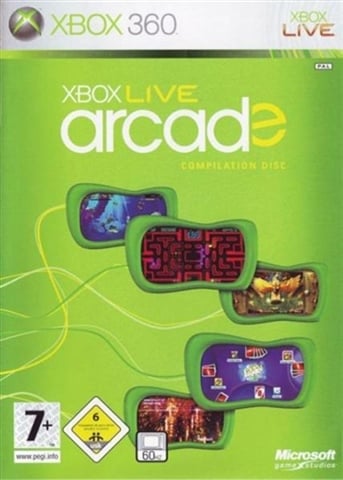 XBOX 360
XBOX
LIVE
PAL
XBOX LIVE
arcade
COMPILATION DISC
7+
www.pegi.info
6
60HZ
Microsoft
game studios